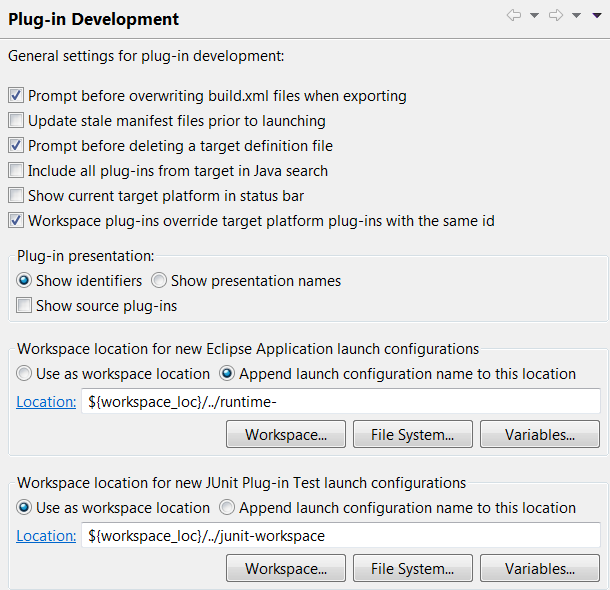 Plug-in Development
General settings for plug-in development:
Prompt before overwriting build.xml files when exporting
Update stale manifest files prior to launching
Prompt before deleting a target definition file
Include all plug-ins from target in Java search
Show current target platform in status bar
Workspace plug-ins override target platform plug-ins with the same id
Plug-in presentation:
Show identifiers Show presentation names
Show source plug-ins
Workspace location for new Eclipse Application launch configurations
Use as workspace location Append launch configuration name to this location
Location: ${workspace_loc}/../runtime-
Workspace... File System... Variables...
Workspace location for new JUnit Plug-in Test launch configurations
Use as workspace location Append launch configuration name to this location
Location: ${workspace_loc}/../junit-workspace
Workspace... File System... Variables...